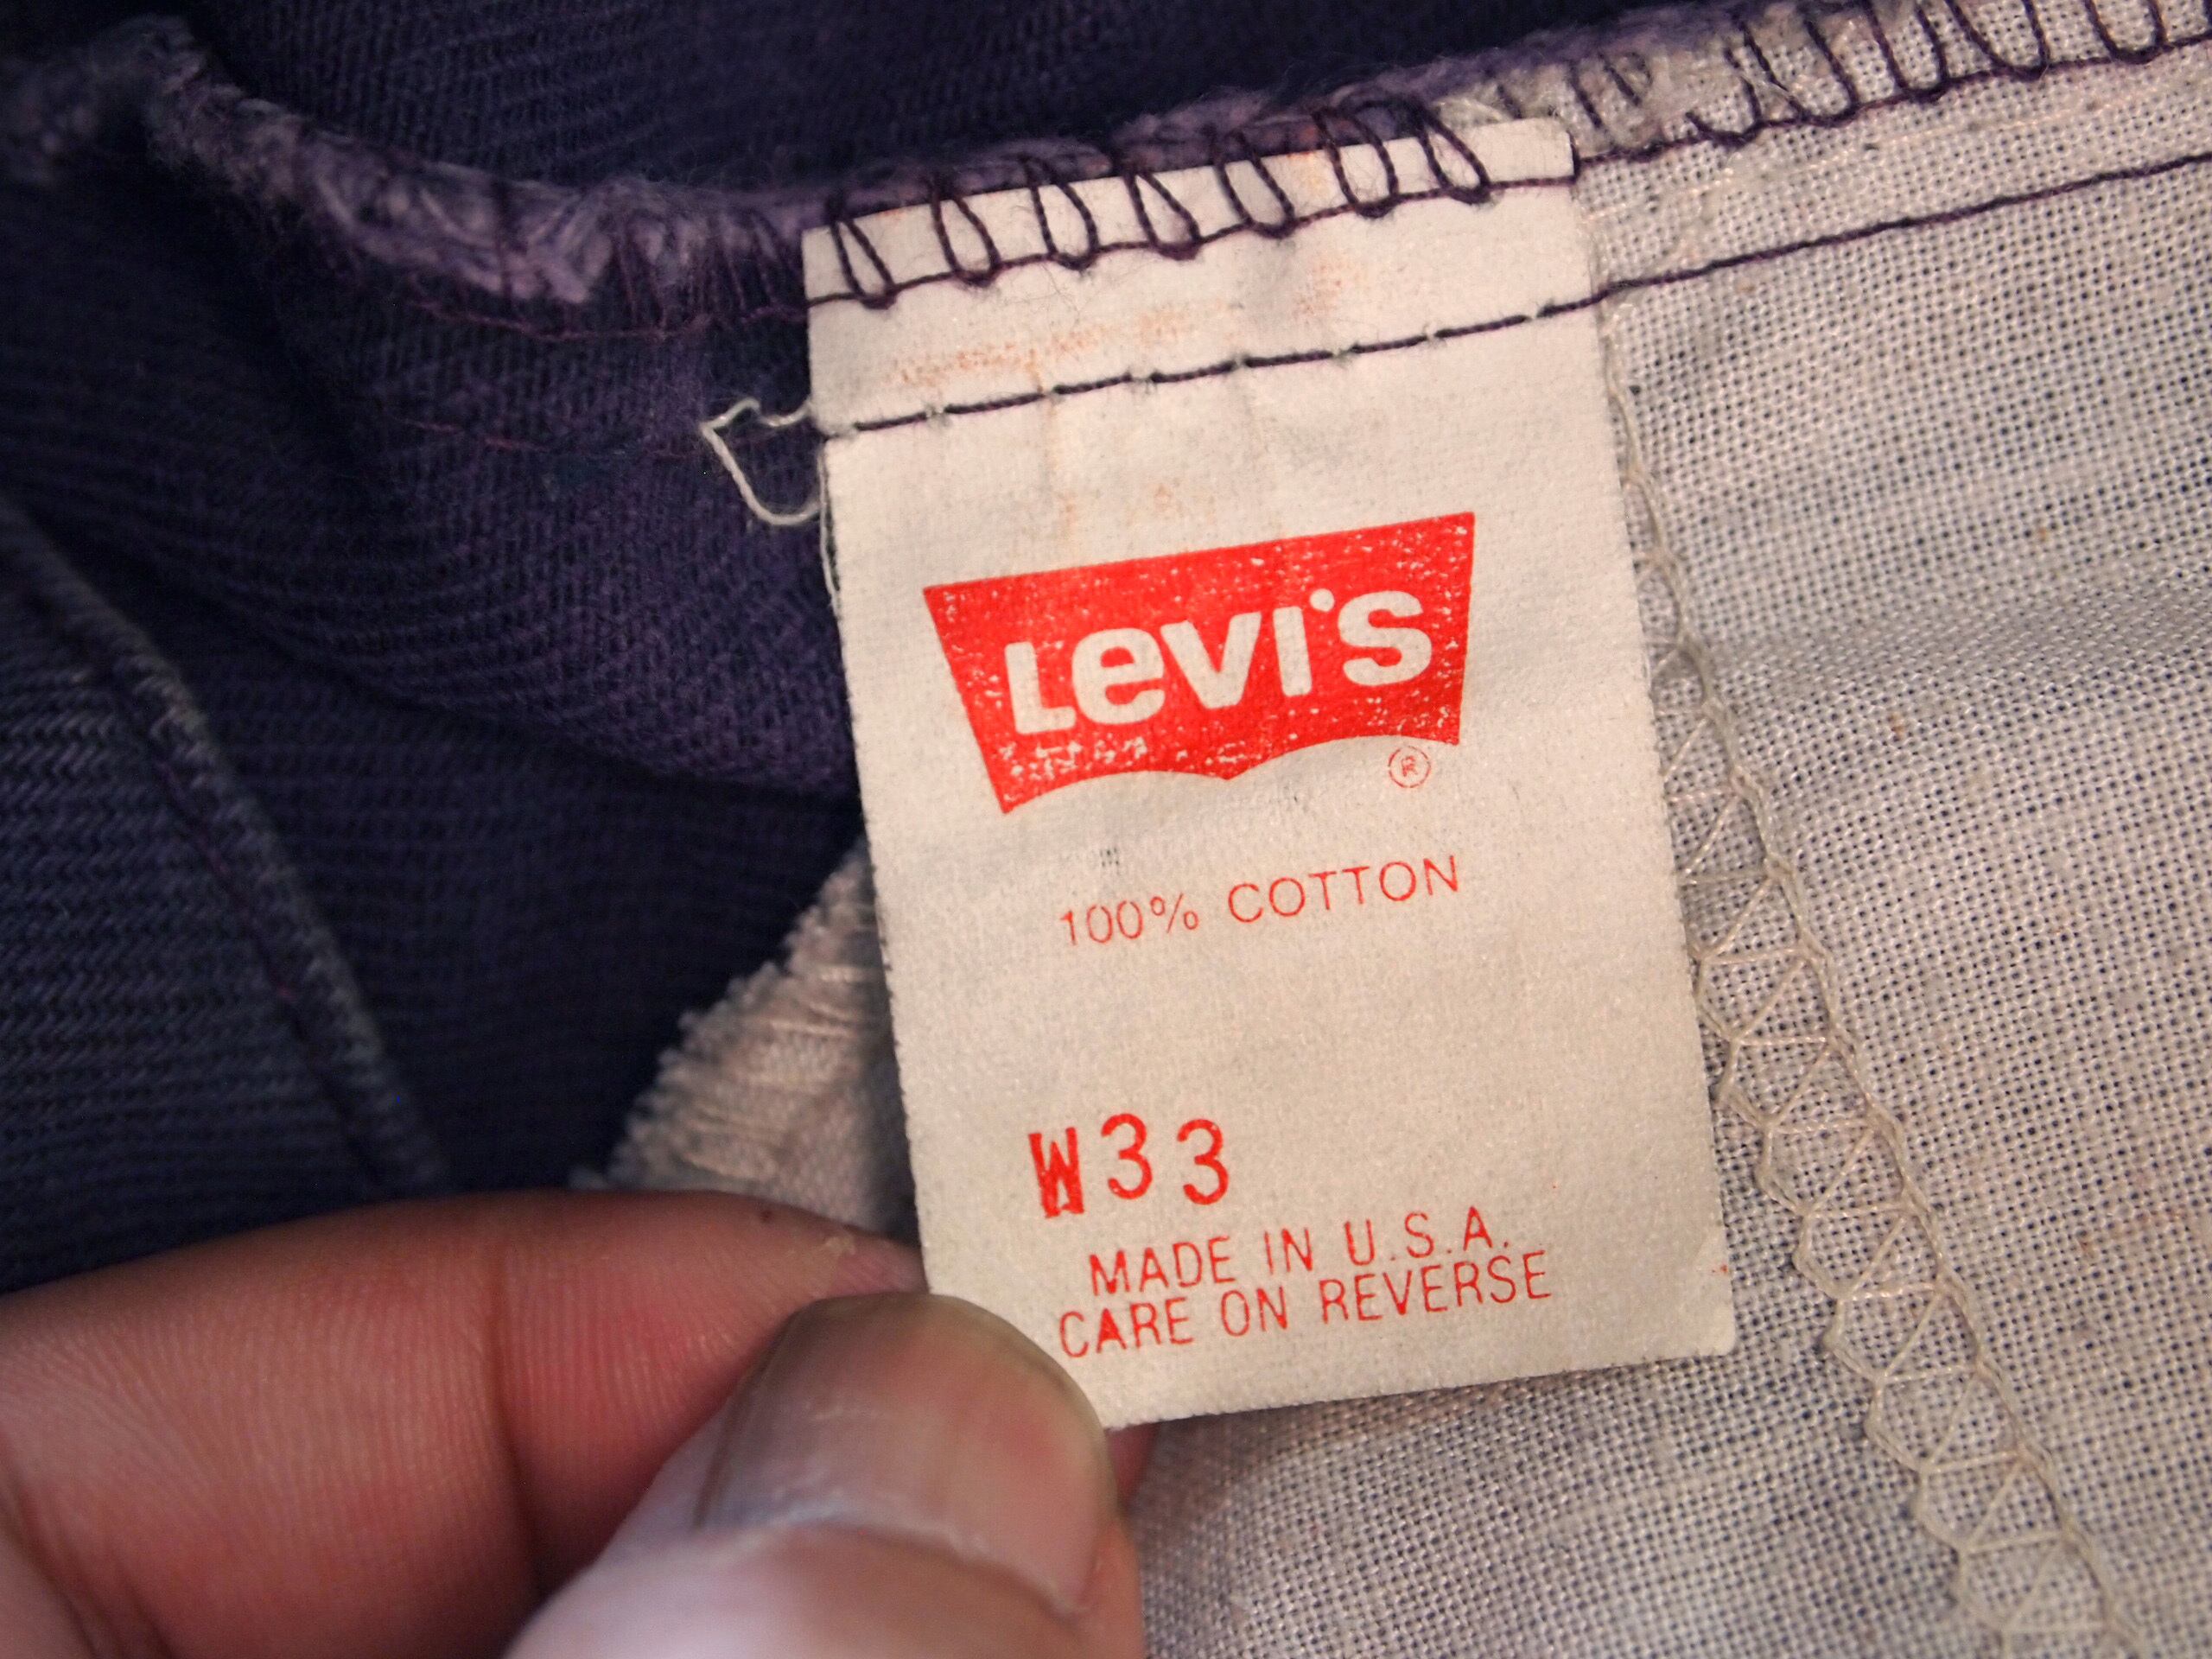 LEVI'S
®
100% COTTON
W33
MADE IN U.S.A.
CARE ON REVERSE